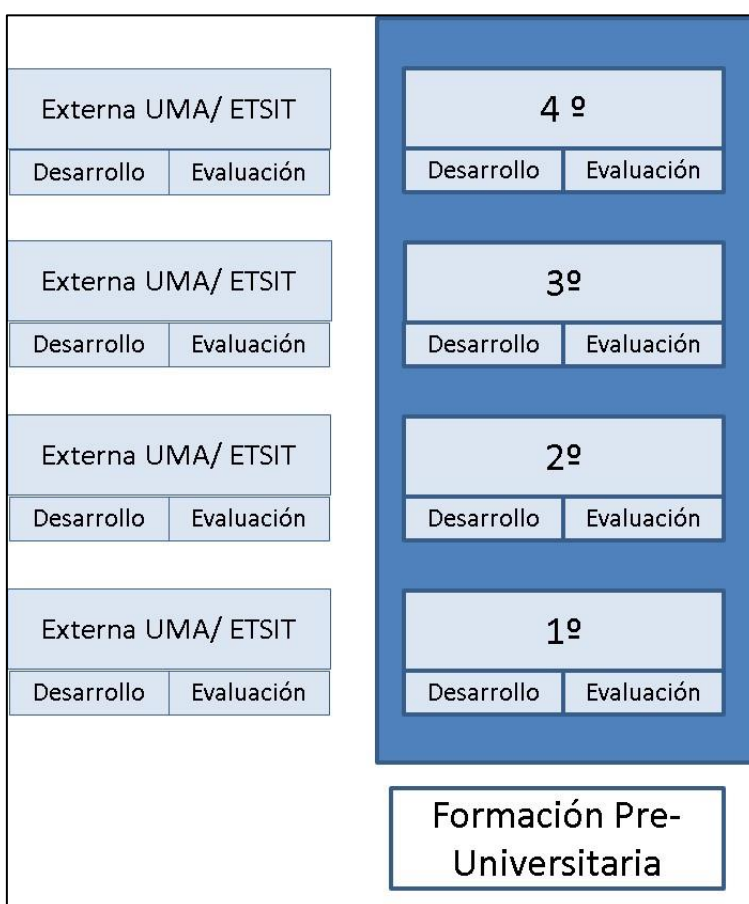 Externa UMA/ ETSIT
4 º
Desarrollo
Evaluación
Desarrollo
Evaluación
Externa UMA/ ETSIT
3º
Desarrollo
Evaluación
Desarrollo
Evaluación
Externa UMA/ ETSIT
2º
Desarrollo
Evaluación
Desarrollo
Evaluación
Externa UMA/ ETSIT
1º
Desarrollo
Evaluación
Desarrollo
Evaluación
Formación Pre-
Universitaria